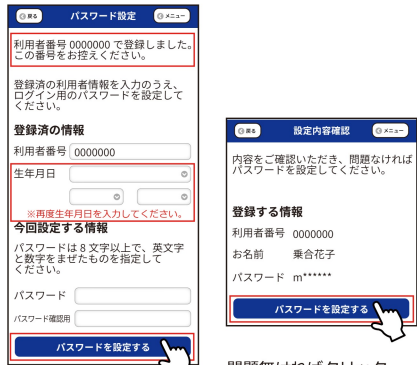 戻る パスワード設定 メニュー
利用者番号 0000000 で登録しました。
この番号をお控えください。
登録済の利用者情報を入力のうえ、
ログイン用のパスワードを設定して
ください。
登録済の情報
利用者番号 0000000
生年月日
※再度生年月日を入力してください。
今回設定する情報
パスワードは8文字以上で、英文字
と数字をまぜたものを指定して
ください。
パスワード
パスワード確認用
パスワードを設定する
戻る 設定内容確認 メニュー
内容をご確認いただき、問題なければ
パスワードを設定してください。
登録する情報
利用者番号 0000000
お名前 乗合花子
パスワード m******
パスワードを設定する
問題無ければクリック